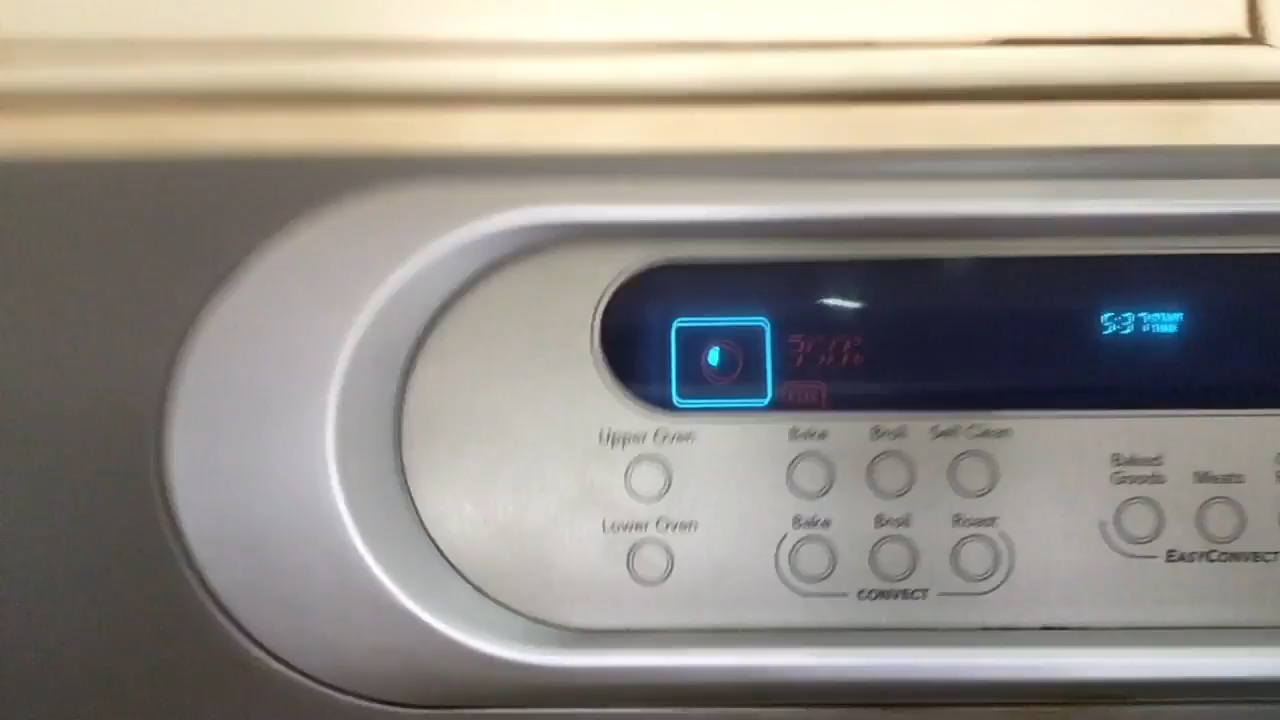 Upper Oven
Bake Broil Self Clean
Baked Goods
Meats
Lower Oven
Bake Broil Roast
EASYCONVECT
CONVECT